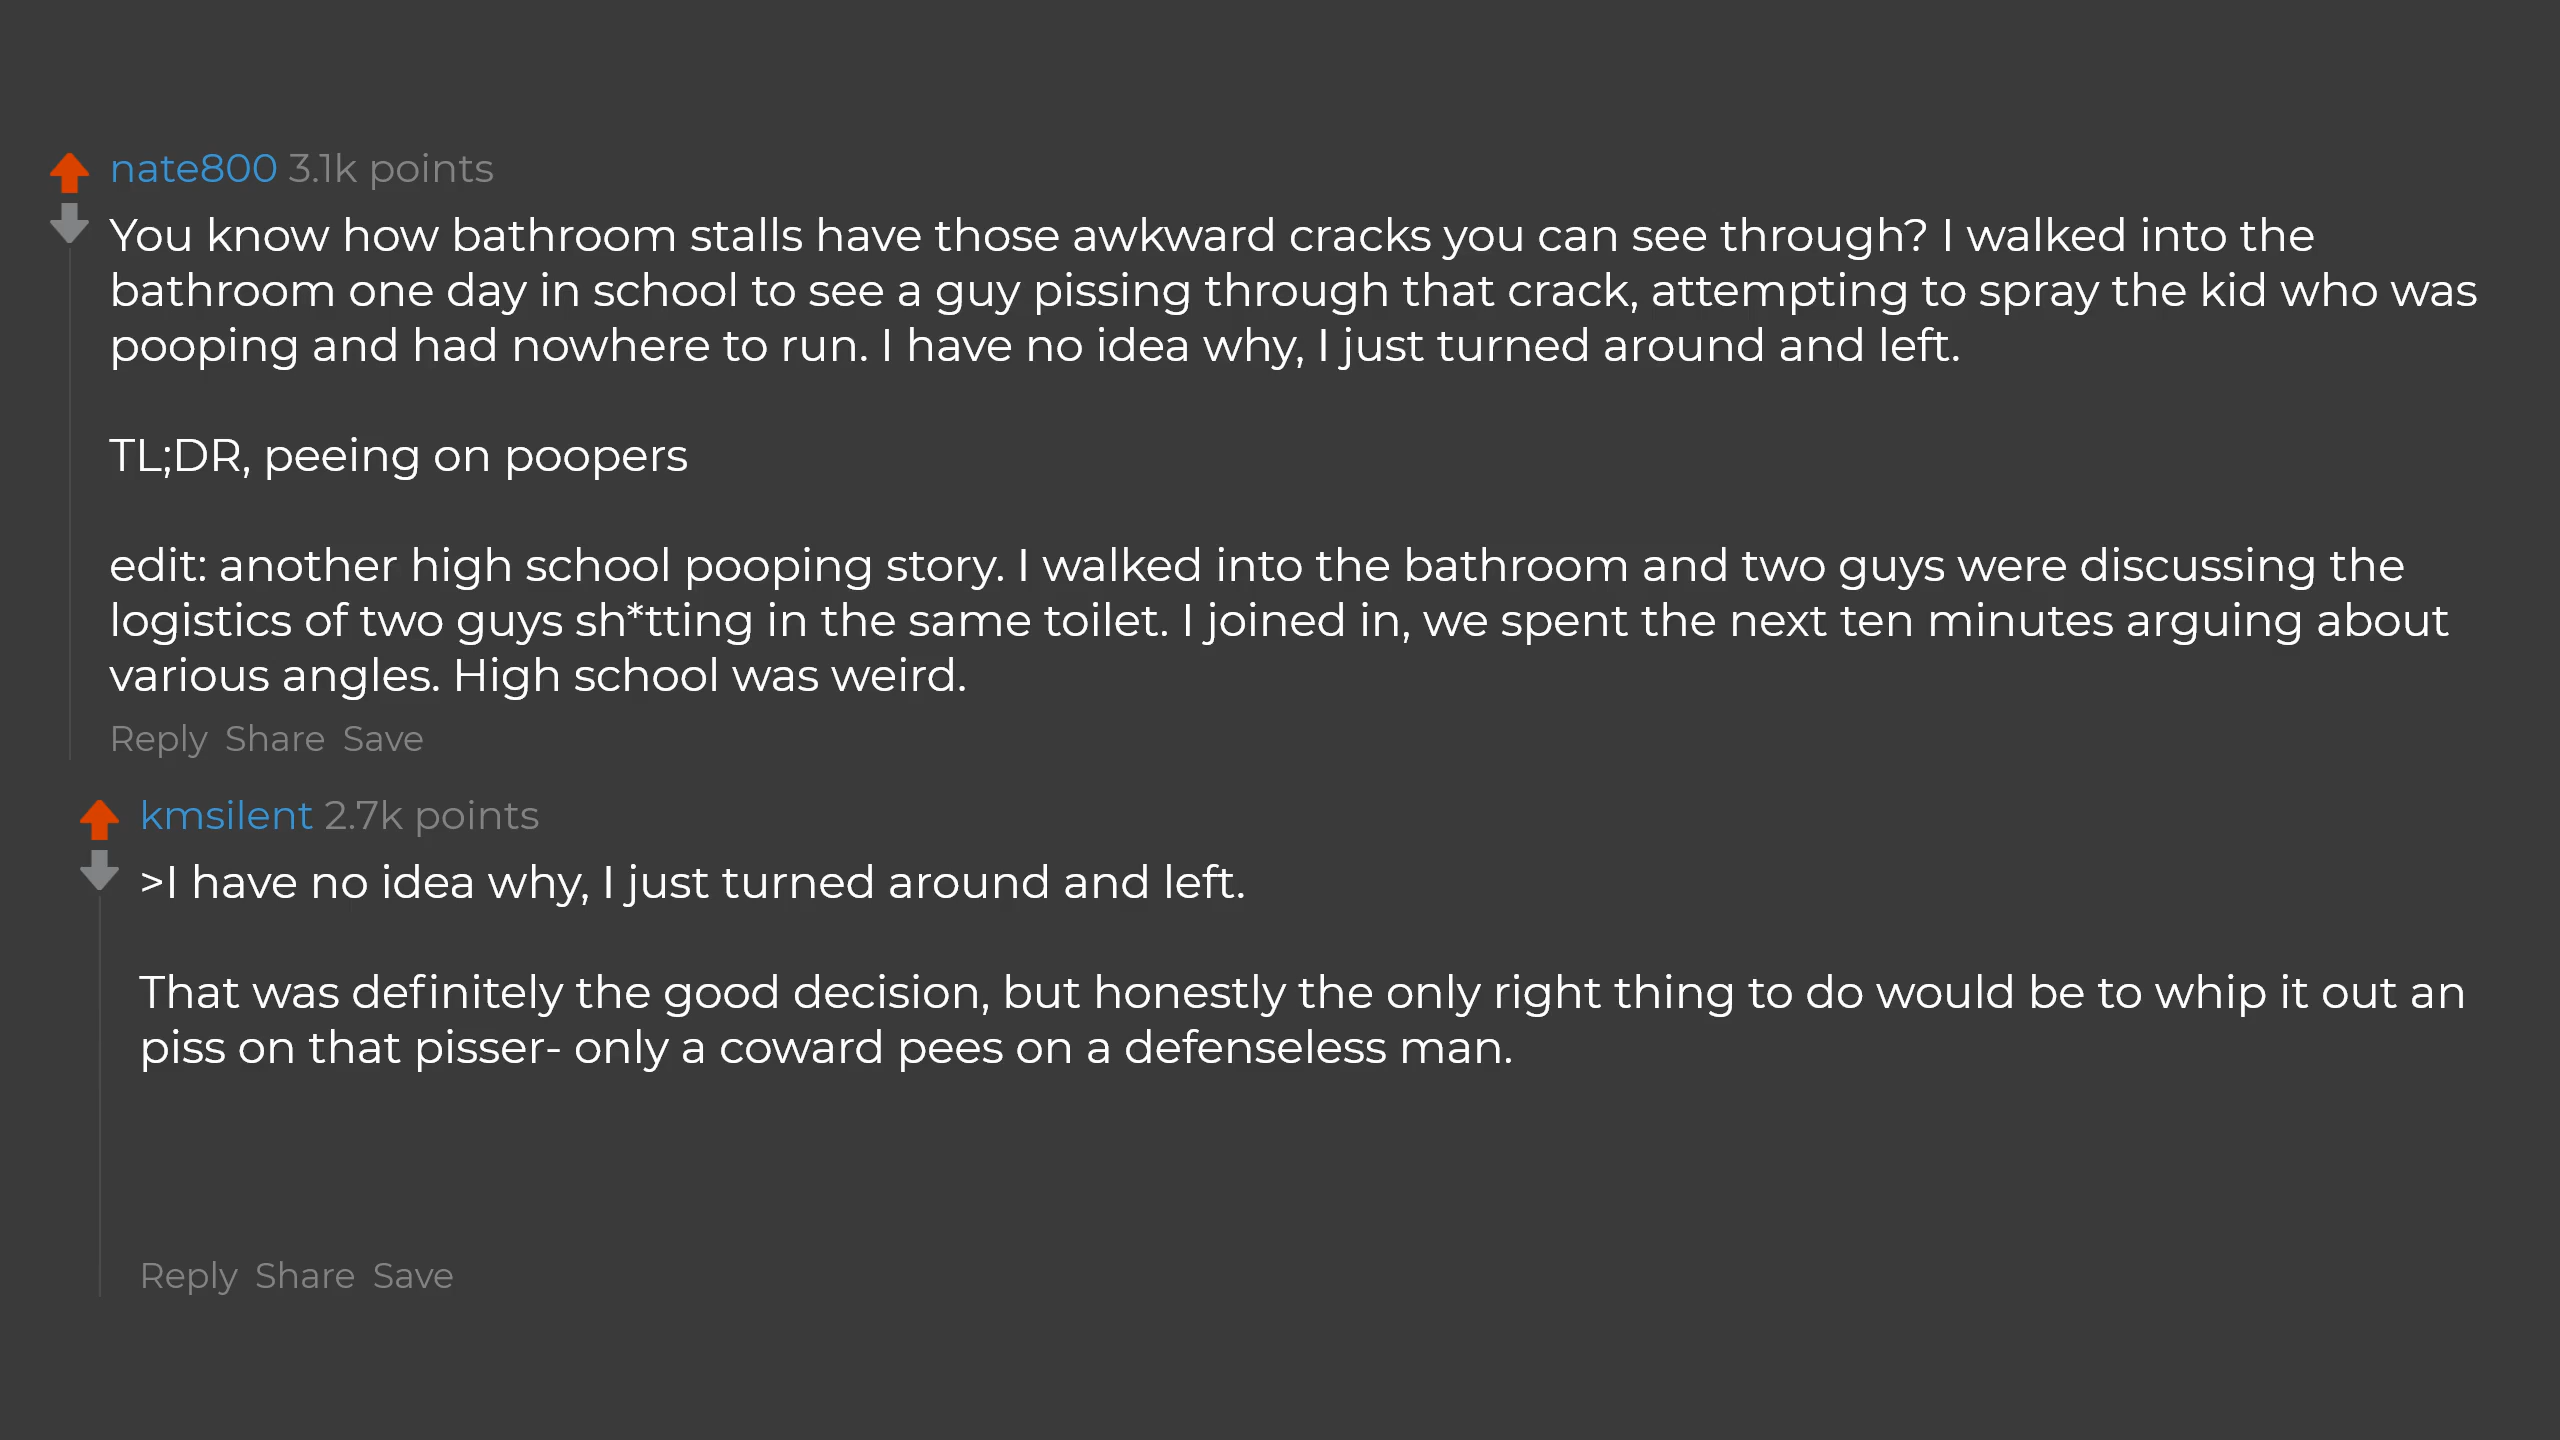 nate800 3.1k points
You know how bathroom stalls have those awkward cracks you can see through? I walked into the
bathroom one day in school to see a guy pissing through that crack, attempting to spray the kid who was
pooping and had nowhere to run. I have no idea why, I just turned around and left.
TL;DR, peeing on poopers
edit: another high school pooping story. I walked into the bathroom and two guys were discussing the
logistics of two guys sh*tting in the same toilet. I joined in, we spent the next ten minutes arguing about
various angles. High school was weird.
Reply Share Save
kmsilent 2.7k points
>I have no idea why, I just turned around and left.
That was definitely the good decision, but honestly the only right thing to do would be to whip it out an
piss on that pisser- only a coward pees on a defenseless man.
Reply Share Save